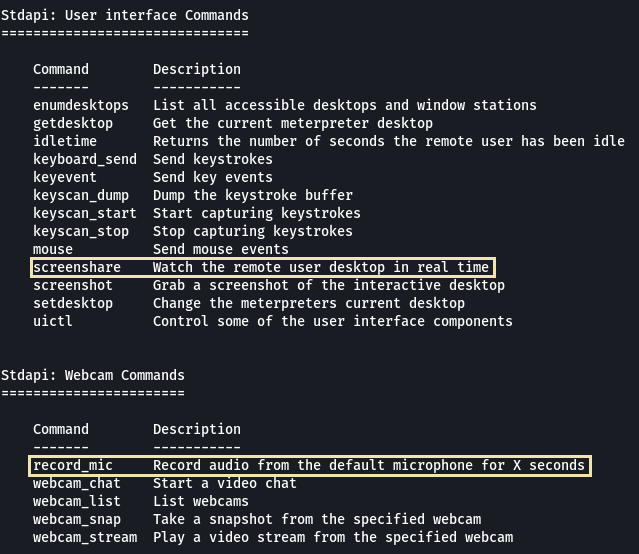 Stdapi: User interface Commands
===============================
Command Description
------- -----------
enumdesktops List all accessible desktops and window stations
getdesktop Get the current meterpreter desktop
idletime Returns the number of seconds the remote user has been idle
keyboard_send Send keystrokes
keyevent Send key events
keyscan_dump Dump the keystroke buffer
keyscan_start Start capturing keystrokes
keyscan_stop Stop capturing keystrokes
mouse Send mouse events
screenshare Watch the remote user desktop in real time
screenshot Grab a screenshot of the interactive desktop
setdesktop Change the meterpreters current desktop
uictl Control some of the user interface components
Stdapi: Webcam Commands
=======================
Command Description
------- -----------
record_mic Record audio from the default microphone for X seconds
webcam_chat Start a video chat
webcam_list List webcams
webcam_snap Take a snapshot from the specified webcam
webcam_stream Play a video stream from the specified webcam